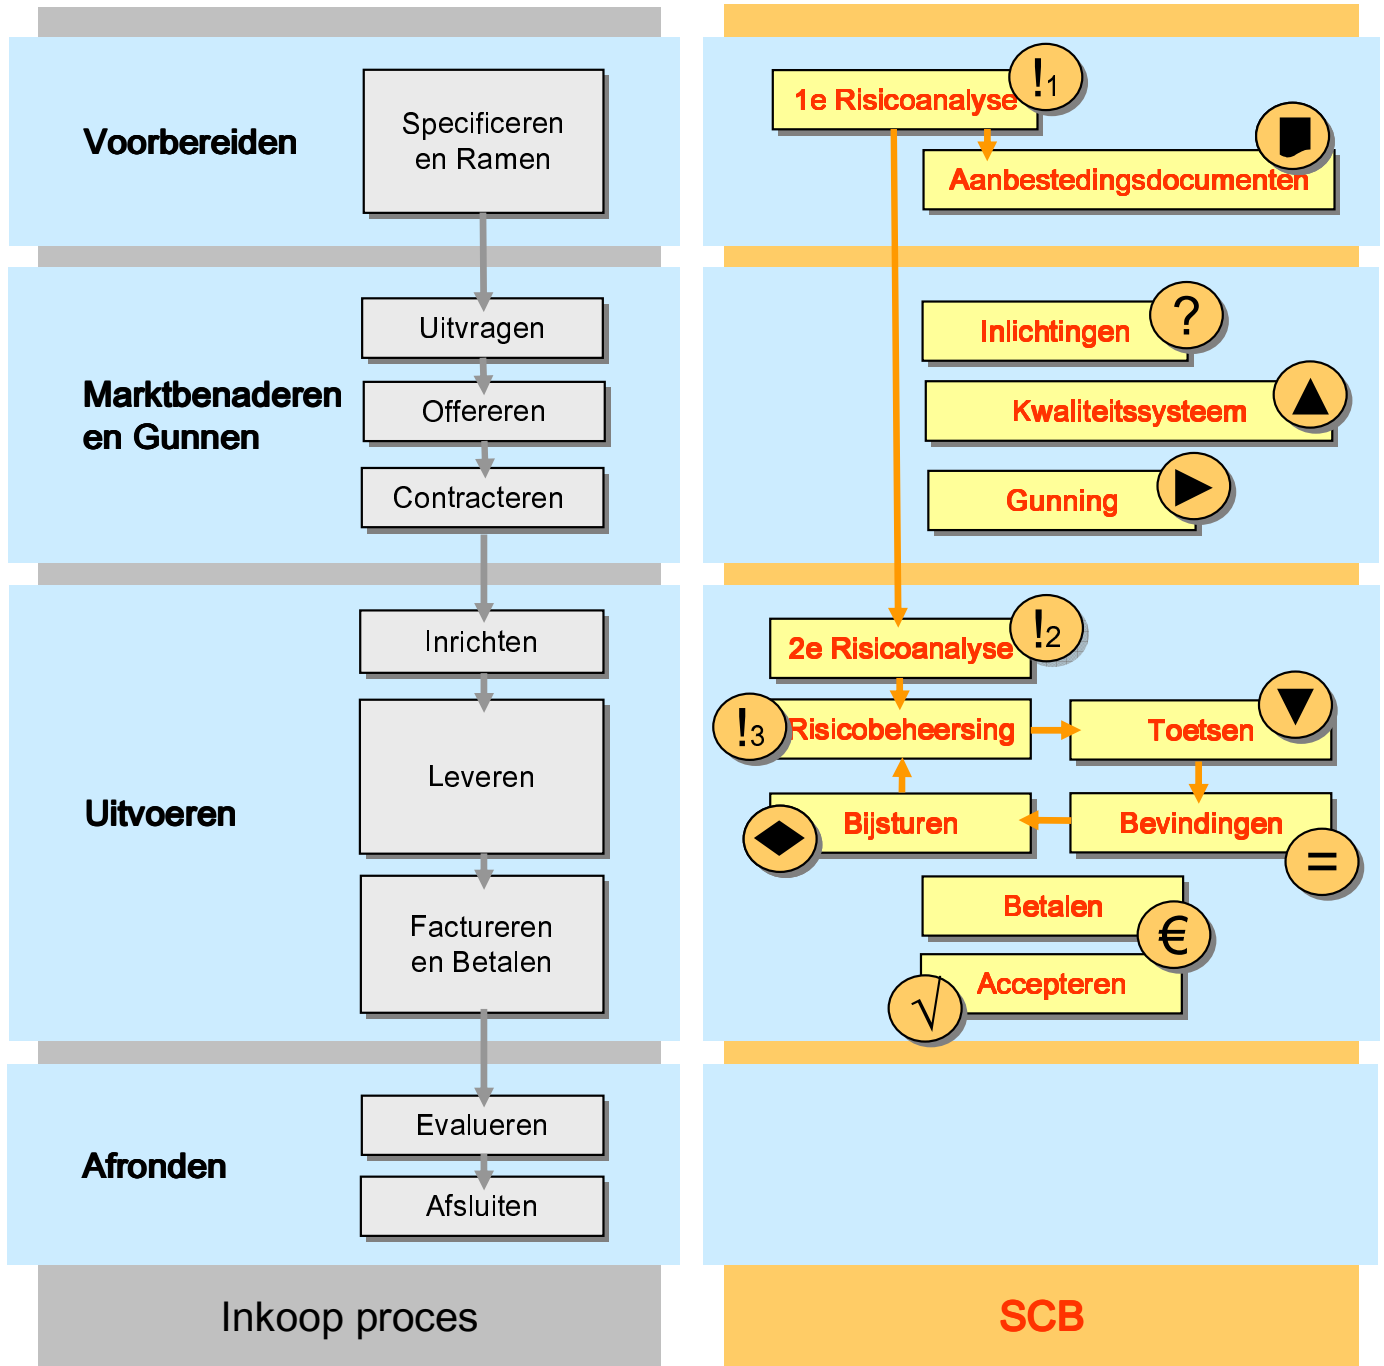 Voorbereiden
Specificeren
en Ramen
Marktbenaderen
en Gunnen
Uitvragen
Offereren
Contracteren
Uitvoeren
Inrichten
Leveren
Factureren
en Betalen
Afronden
Evalueren
Afsluiten
Inkoop proces
1e Risicoanalyse
!1
Aanbestedingsdocumenten
Inlichtingen
?
Kwaliteitssysteem
Gunning
2e Risicoanalyse
!2
!3
Risicobeheersing
Toetsen
Bijsturen
Bevindingen
=
Betalen
€
Accepteren
√
SCB